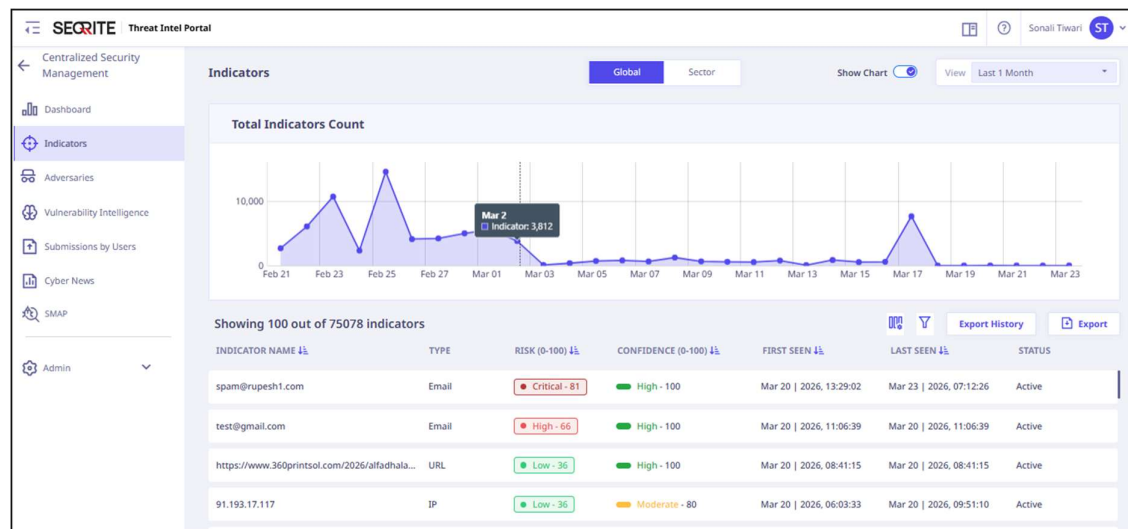 SEQRITE Threat Intel Portal
Sonali Tiwari ST
Centralized Security
Management
Dashboard
Indicators
Adversaries
Vulnerability Intelligence
Submissions by Users
Cyber News
SMAP
Admin
Indicators
Global Sector
Show Chart
View Last 1 Month
Total Indicators Count
10,000
0
Mar 2
Indicator: 3,812
Feb 21 Feb 23 Feb 25 Feb 27 Mar 01 Mar 03 Mar 05 Mar 07 Mar 09 Mar 11 Mar 13 Mar 15 Mar 17 Mar 19 Mar 21 Mar 23
Showing 100 out of 75078 indicators
Export History Export
INDICATOR NAME TYPE RISK (0-100) CONFIDENCE (0-100) FIRST SEEN LAST SEEN STATUS
spam@rupesh1.com Email Critical - 81 High - 100 Mar 20 | 2026, 13:29:02 Mar 23 | 2026, 07:12:26 Active
test@gmail.com Email High - 66 High - 100 Mar 20 | 2026, 11:06:39 Mar 20 | 2026, 11:06:39 Active
https://www.360printsol.com/2026/alfadhala... URL Low - 36 High - 100 Mar 20 | 2026, 08:41:15 Mar 20 | 2026, 08:41:15 Active
91.193.17.117 IP Low - 36 Moderate - 80 Mar 20 | 2026, 06:03:33 Mar 20 | 2026, 09:51:10 Active